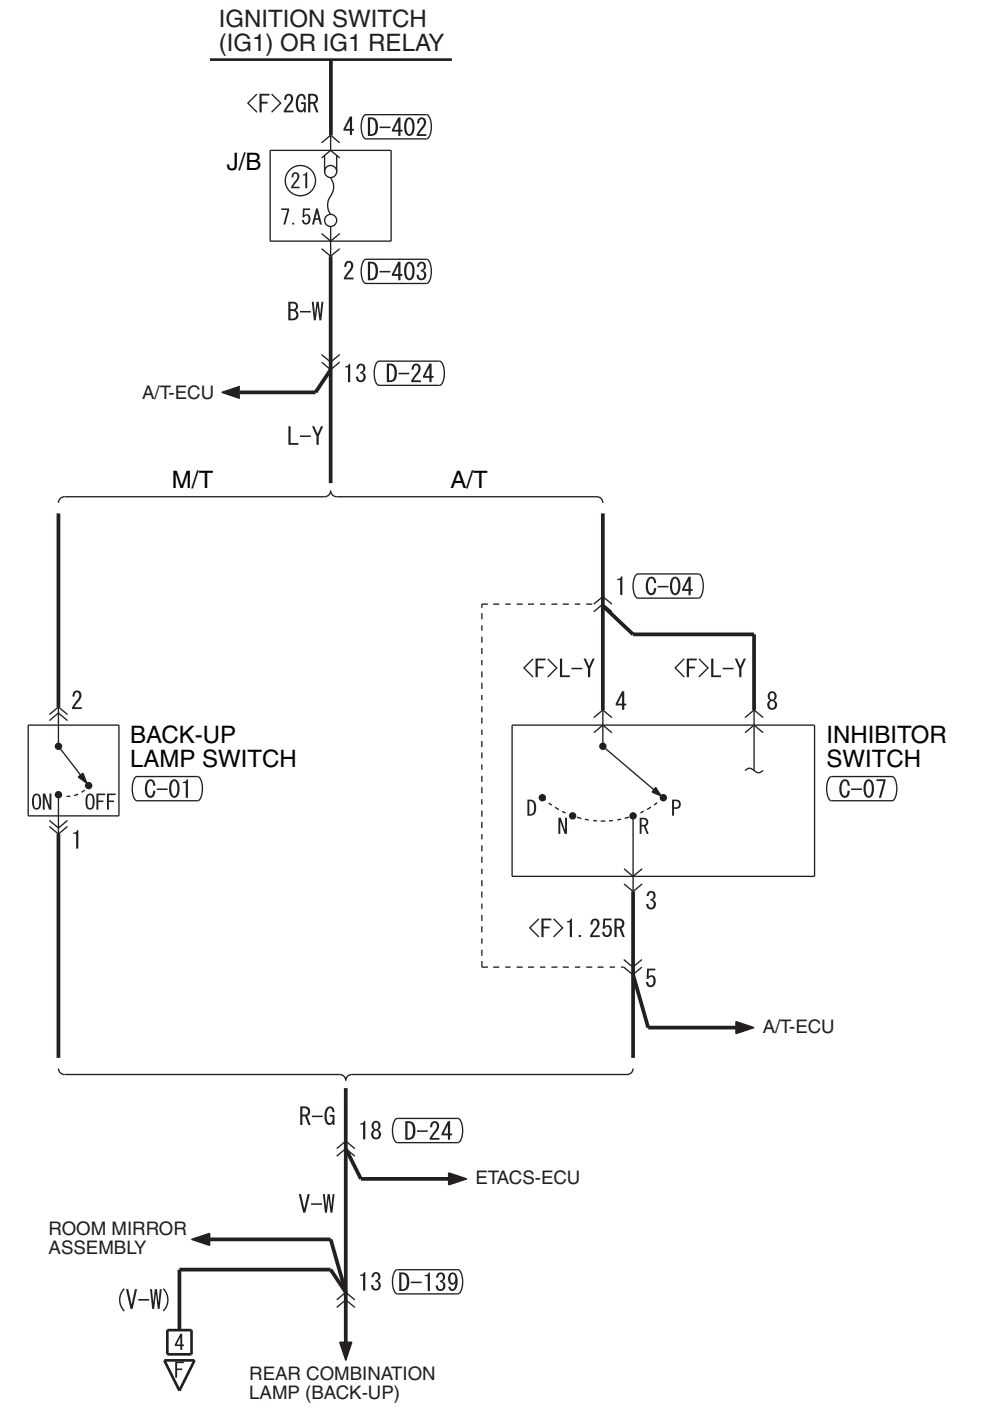 IGNITION SWITCH
(IG1) OR IG1 RELAY
<F>2GR
4 D-402
J/B
21
7.5A
2 D-403
B-W
13 D-24
A/T-ECU
L-Y
M/T
A/T
1 C-04
<F>L-Y
<F>L-Y
2
4
8
BACK-UP
LAMP SWITCH
C-01
ON
OFF
1
INHIBITOR
SWITCH
C-07
D
N
R
P
3
<F>1.25R
5
A/T-ECU
R-G
18 D-24
ETACS-ECU
V-W
ROOM MIRROR
ASSEMBLY
13 D-139
(V-W)
4
F
REAR COMBINATION
LAMP (BACK-UP)